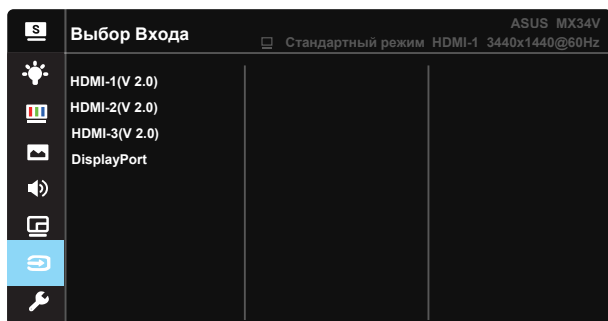 S
ASUS MX34V
Выбор Входа
Стандартный режим HDMI-1 3440x1440@60Hz
HDMI-1(V 2.0)
HDMI-2(V 2.0)
HDMI-3(V 2.0)
DisplayPort